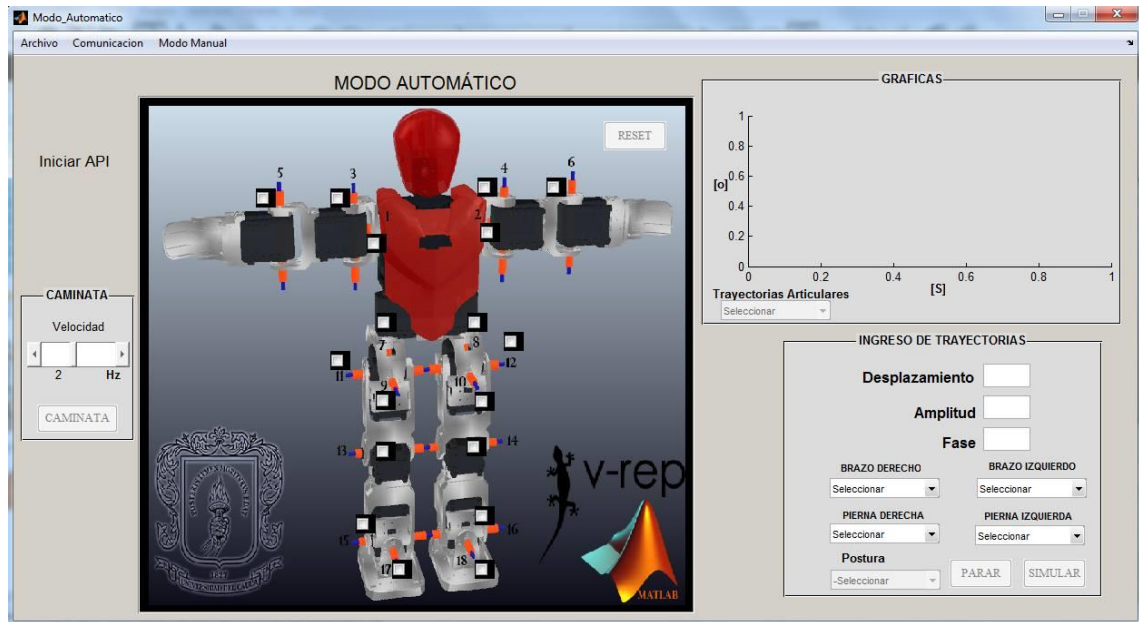 Modo_Automatico
Archivo Comunicacion Modo Manual
MODO AUTOMÁTICO
Iniciar API
RESET
5
3
4
6
1
2
7
8
11
12
9
10
13
14
15
16
17
18
v-rep
MATLAB
1827
CAMINATA
Velocidad
2 Hz
CAMINATA
GRAFICAS
[o]
1
0.8
0.6
0.4
0.2
0
0 0.2 0.4 0.6 0.8 1
[S]
Trayectorias Articulares
Seleccionar
INGRESO DE TRAYECTORIAS
Desplazamiento
Amplitud
Fase
BRAZO DERECHO BRAZO IZQUIERDO
Seleccionar Seleccionar
PIERNA DERECHA PIERNA IZQUIERDA
Seleccionar Seleccionar
Postura
-Seleccionar PARAR SIMULAR